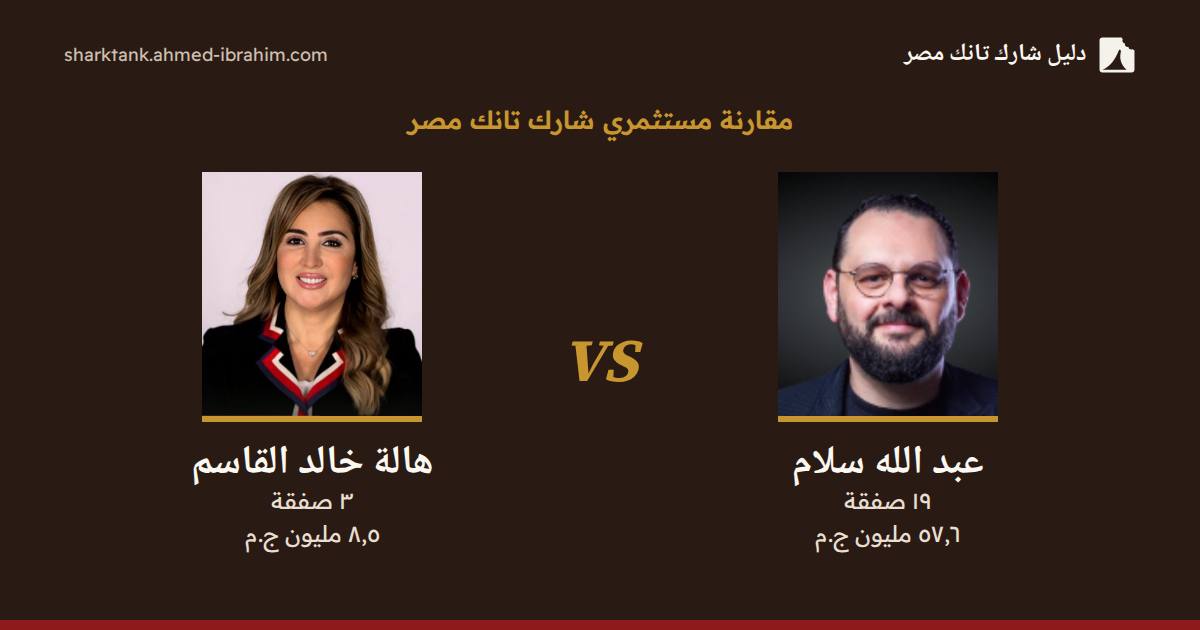 دليل شارك تانك مصر
sharktank.ahmed-ibrahim.com
مقارنة مستثمري شارك تانك مصر
VS
عبد الله سلام
١٩ صفقة
٥٧,٦ مليون ج.م
هالة خالد القاسم
٣ صفقة
٨,٥ مليون ج.م